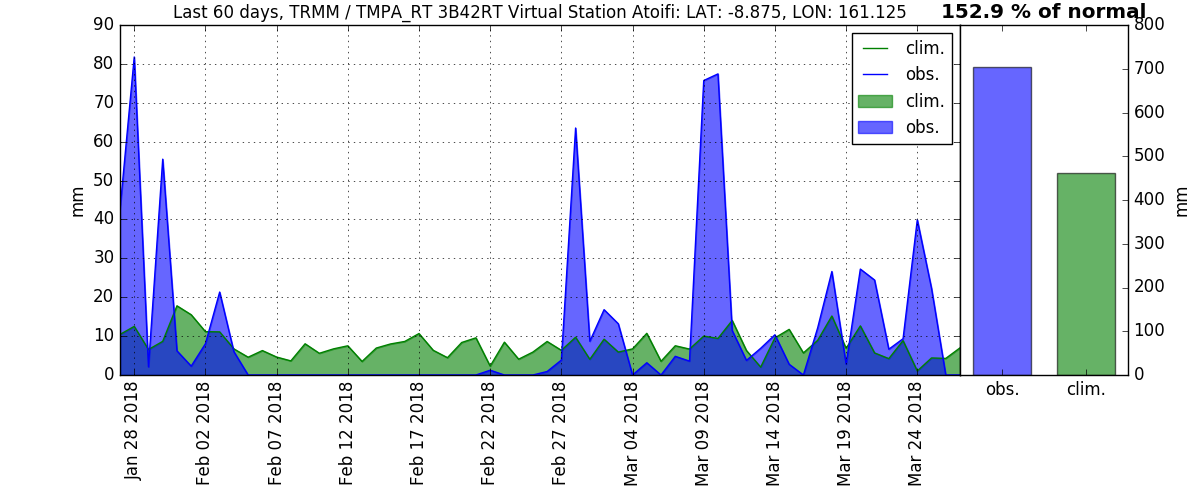 Last 60 days, TRMM / TMPA_RT 3B42RT Virtual Station Atoifi: LAT: -8.875, LON: 161.125
152.9 % of normal
90
80
70
60
50
40
30
20
10
0
mm
clim.
obs.
clim.
obs.
800
700
600
500
400
300
200
100
0
mm
Jan 28 2018
Feb 02 2018
Feb 07 2018
Feb 12 2018
Feb 17 2018
Feb 22 2018
Feb 27 2018
Mar 04 2018
Mar 09 2018
Mar 14 2018
Mar 19 2018
Mar 24 2018
obs.
clim.